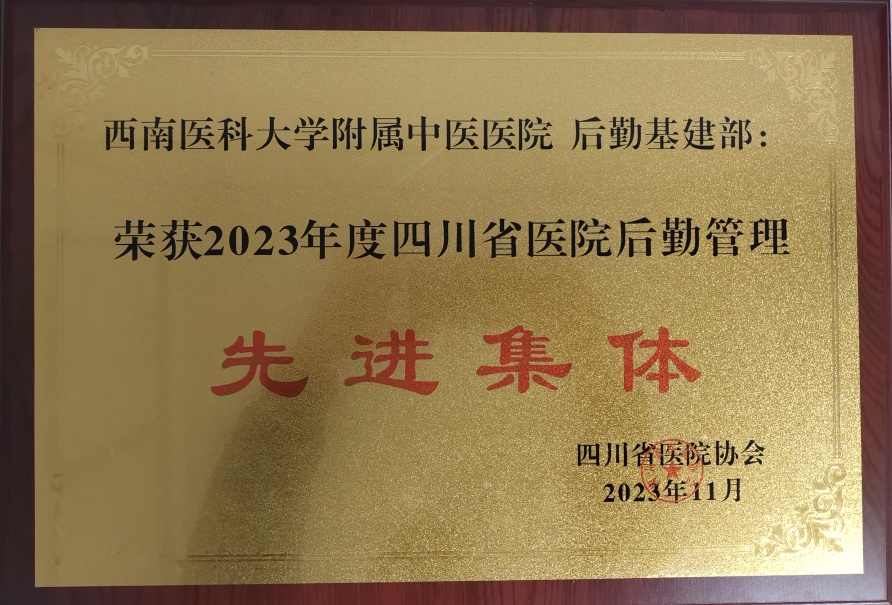 西南医科大学附属中医医院 后勤基建部：
荣获2023年度四川省医院后勤管理
先进集体
四川省医院协会
2023年11月